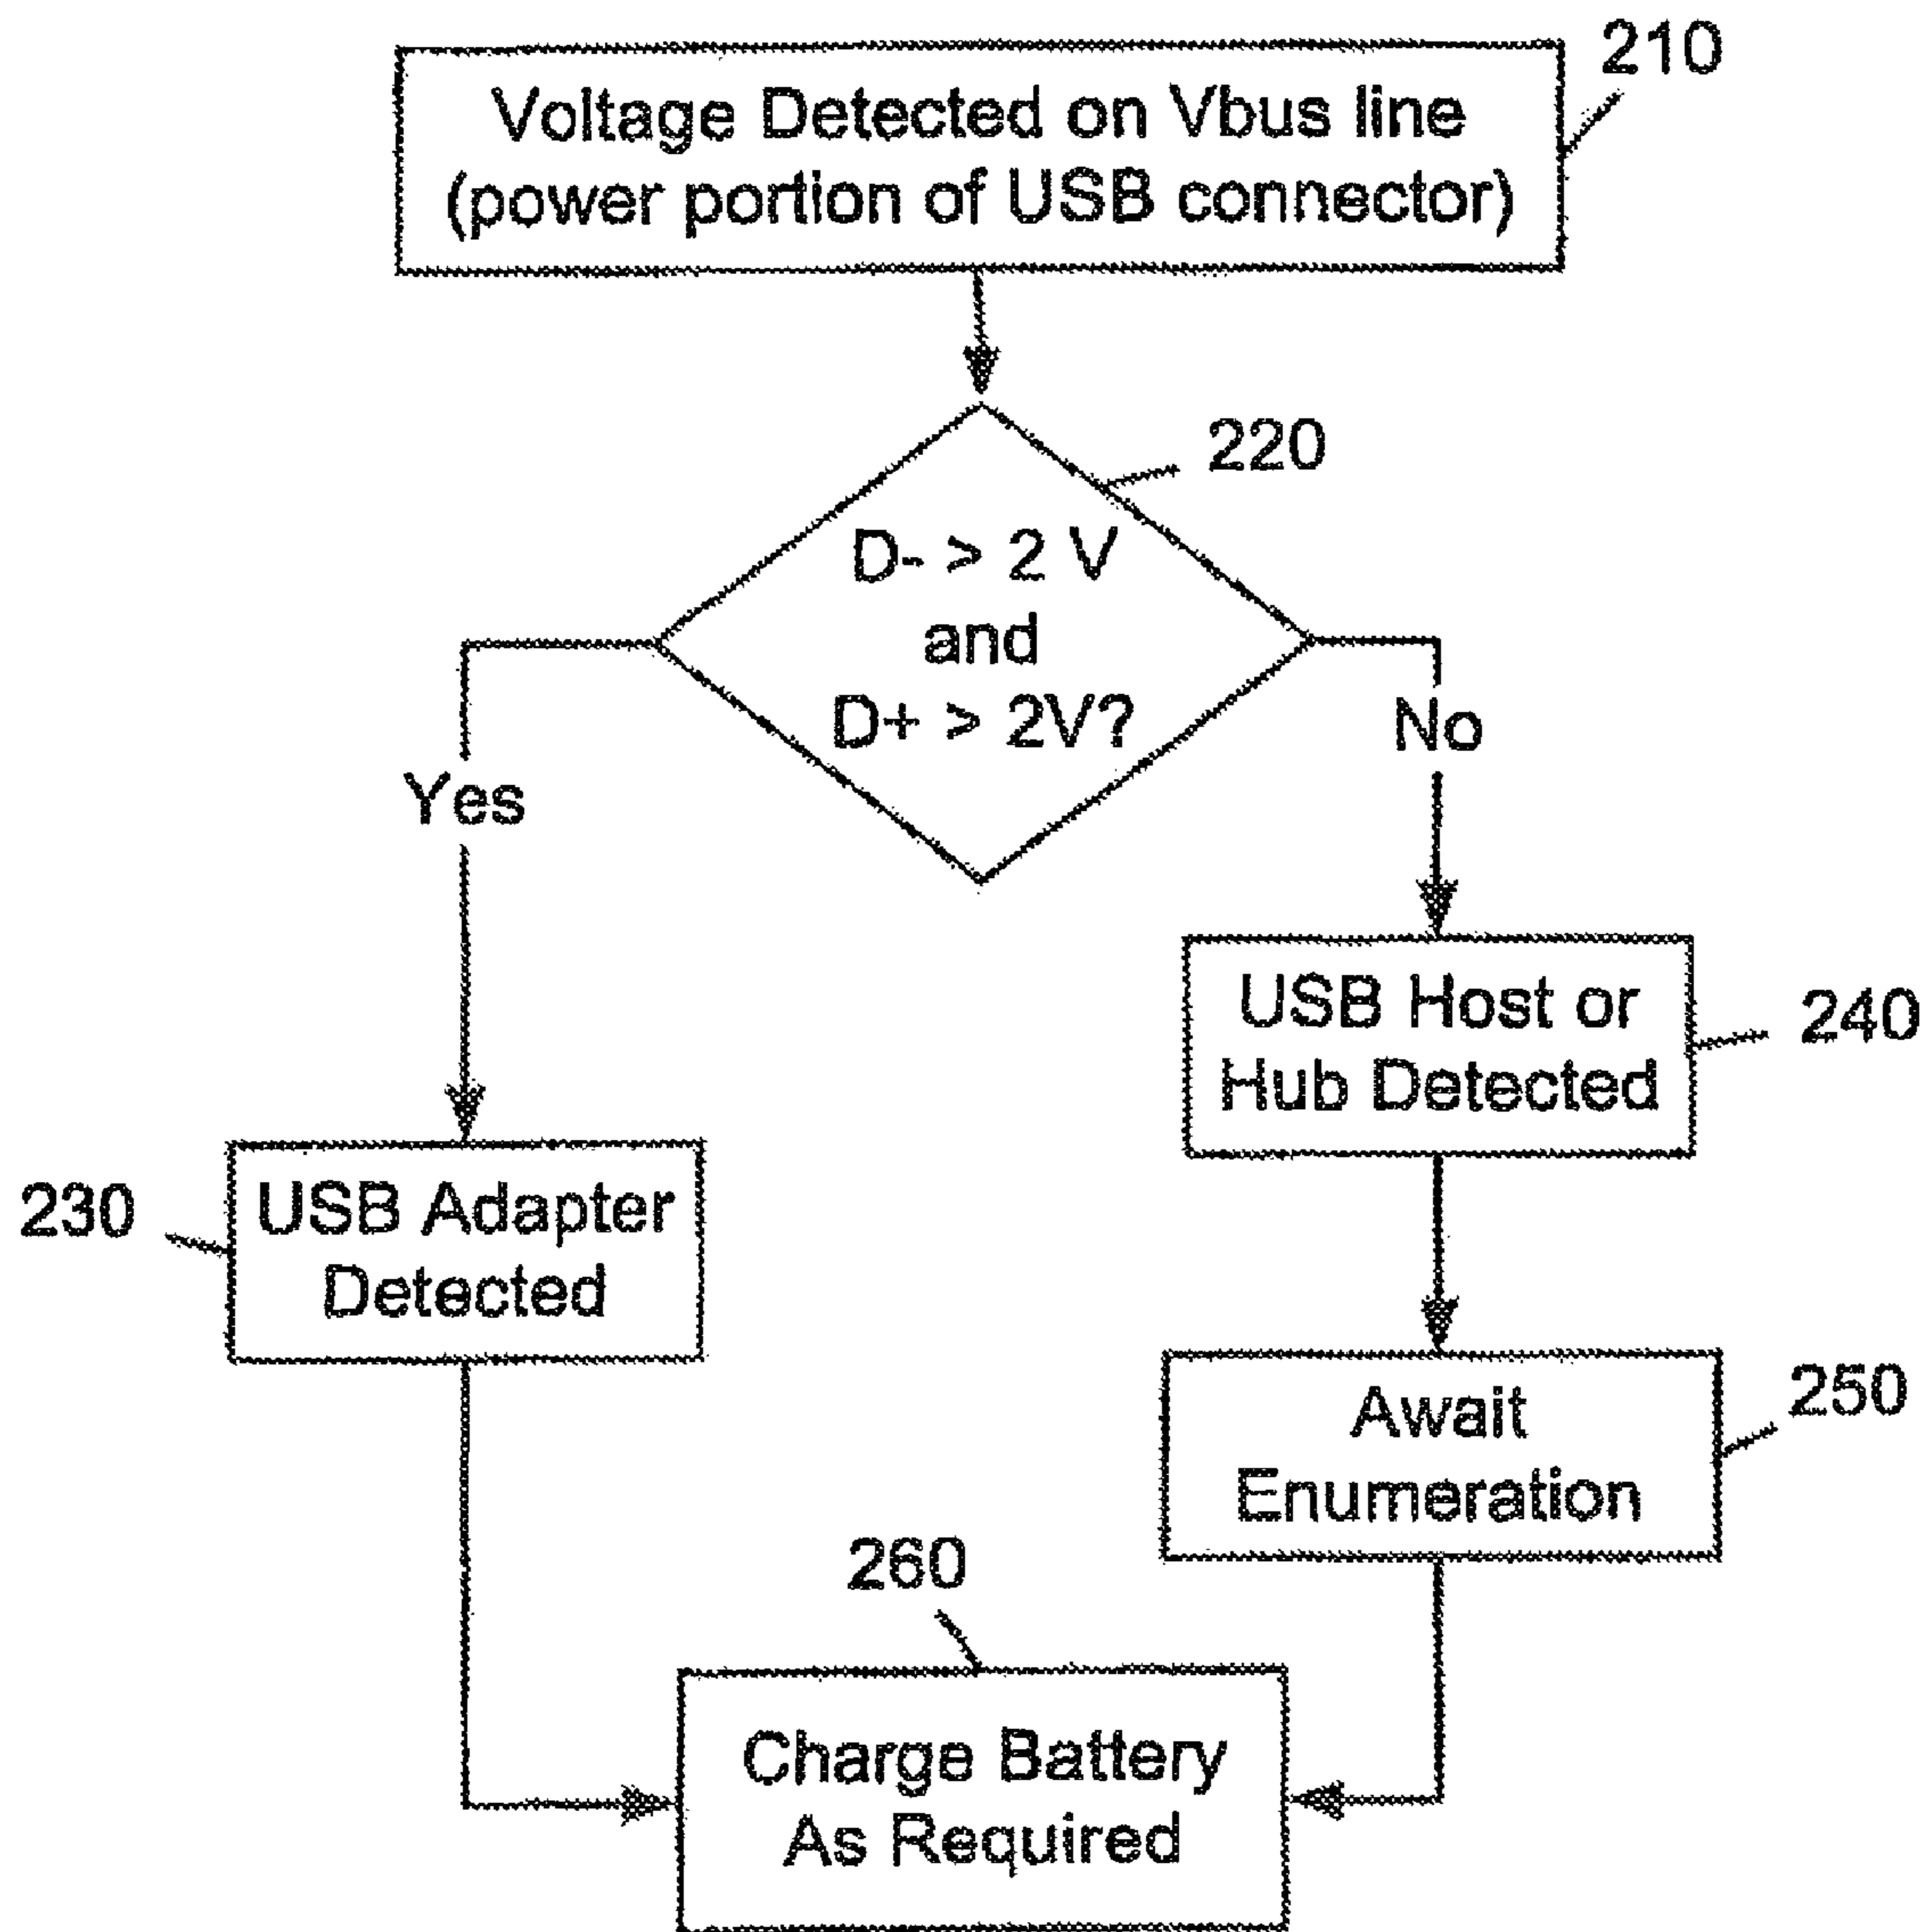 210
Voltage Detected on Vbus line
(power portion of USB connector)
220
D- > 2 V
and
D+ > 2V?
No
Yes
USB Host or
Hub Detected
240
230
USB Adapter
Detected
250
Await
Enumeration
260
Charge Battery
As Required